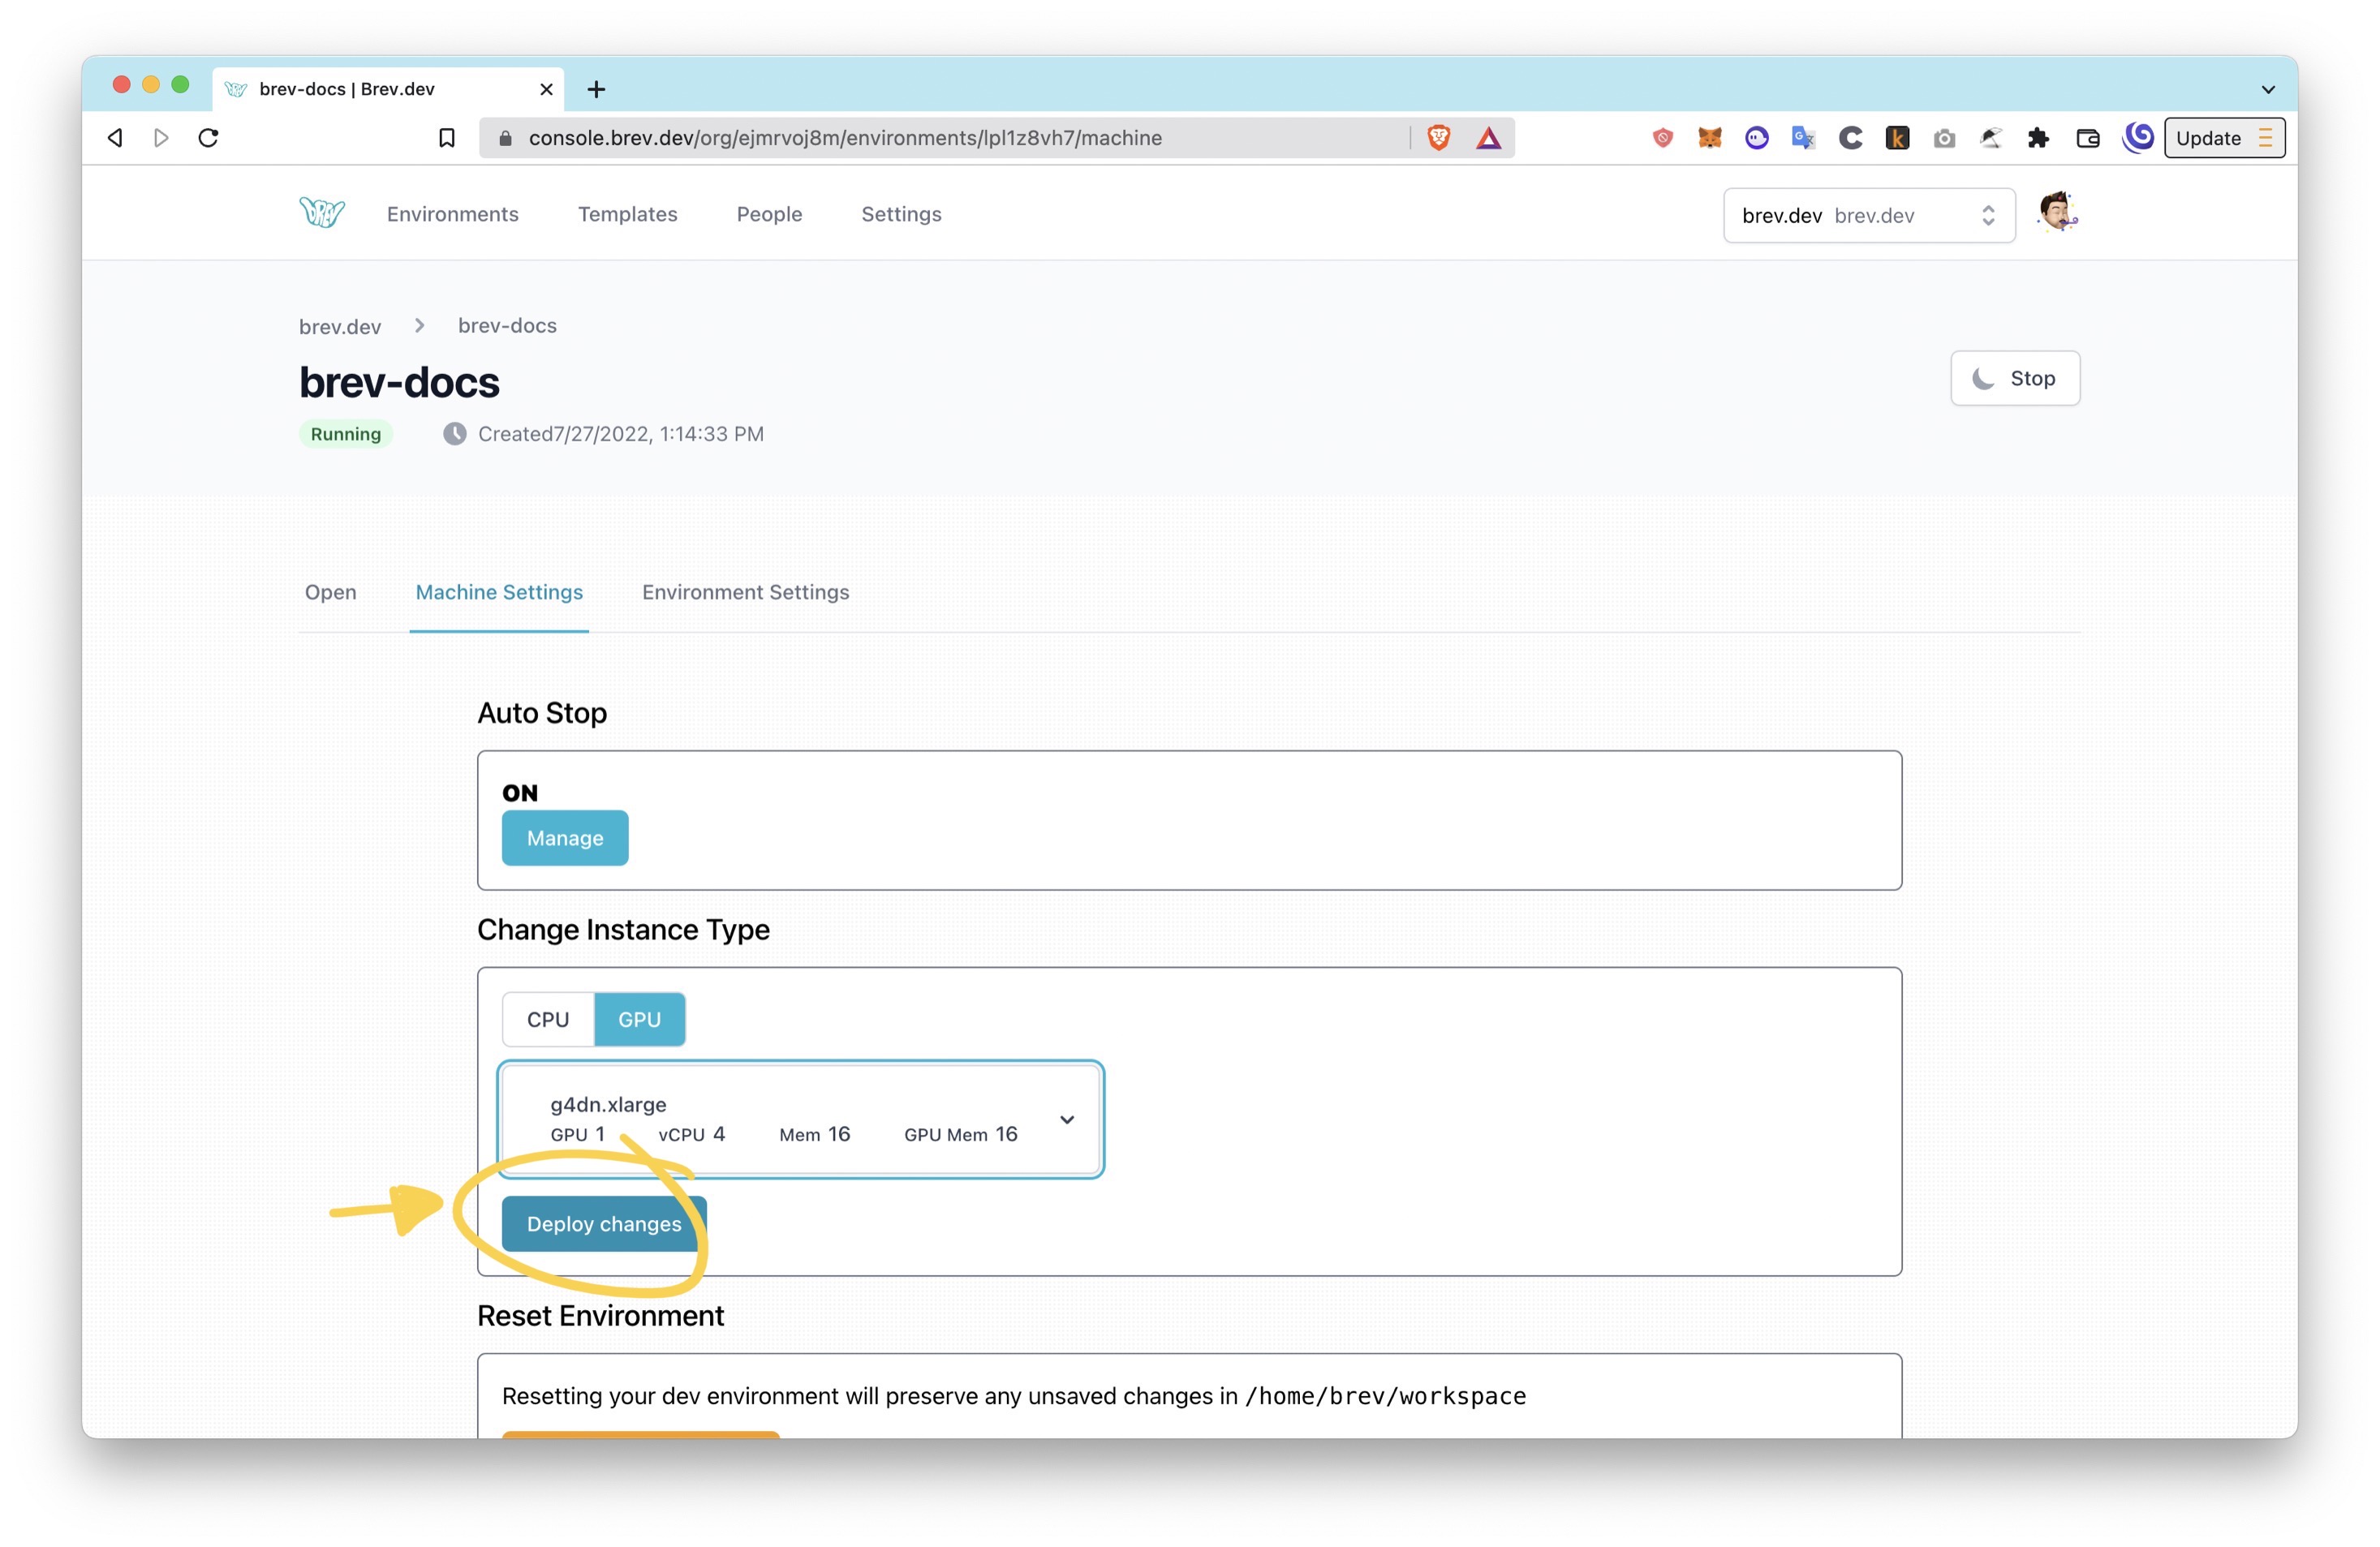 brev-docs | Brev.dev
console.brev.dev/org/ejmrvoj8m/environments/lpl1z8vh7/machine
Update
BREV
Environments
Templates
People
Settings
brev.dev brev.dev
brev.dev
brev-docs
brev-docs
Stop
Running
Created7/27/2022, 1:14:33 PM
Open
Machine Settings
Environment Settings
Auto Stop
ON
Manage
Change Instance Type
CPU
GPU
g4dn.xlarge
GPU 1 vCPU 4 Mem 16 GPU Mem 16
Deploy changes
Reset Environment
Resetting your dev environment will preserve any unsaved changes in /home/brev/workspace